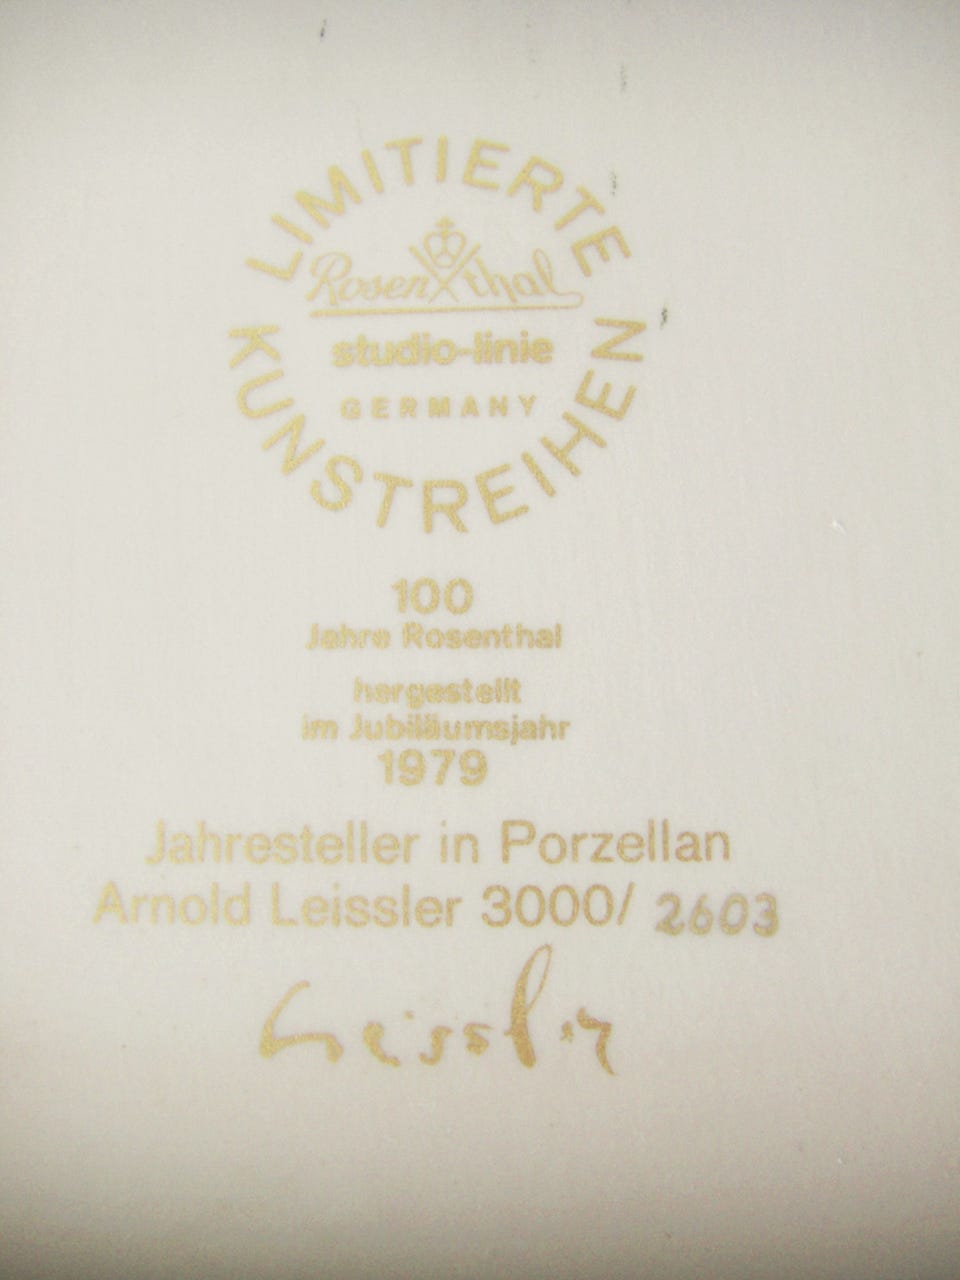 LIMITIERTE
Rosenthal
studio-linie
GERMANY
KUNSTREIHEN
100
Jahre Rosenthal
hergestellt
im Jubiläumsjahr
1979
Jahresteller in Porzellan
Arnold Leissler 3000/ 2603
Leissler